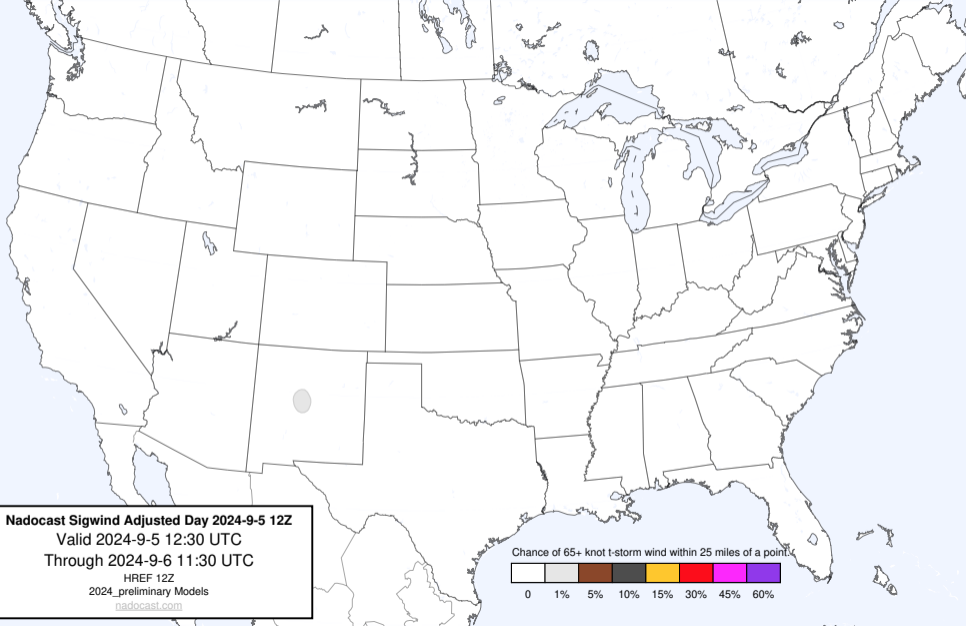 Nadocast Sigwind Adjusted Day 2024-9-5 12Z
Valid 2024-9-5 12:30 UTC
Through 2024-9-6 11:30 UTC
HREF 12Z
2024_preliminary Models
nadocast.com
Chance of 65+ knot t-storm wind within 25 miles of a point.
0 1% 5% 10% 15% 30% 45% 60%